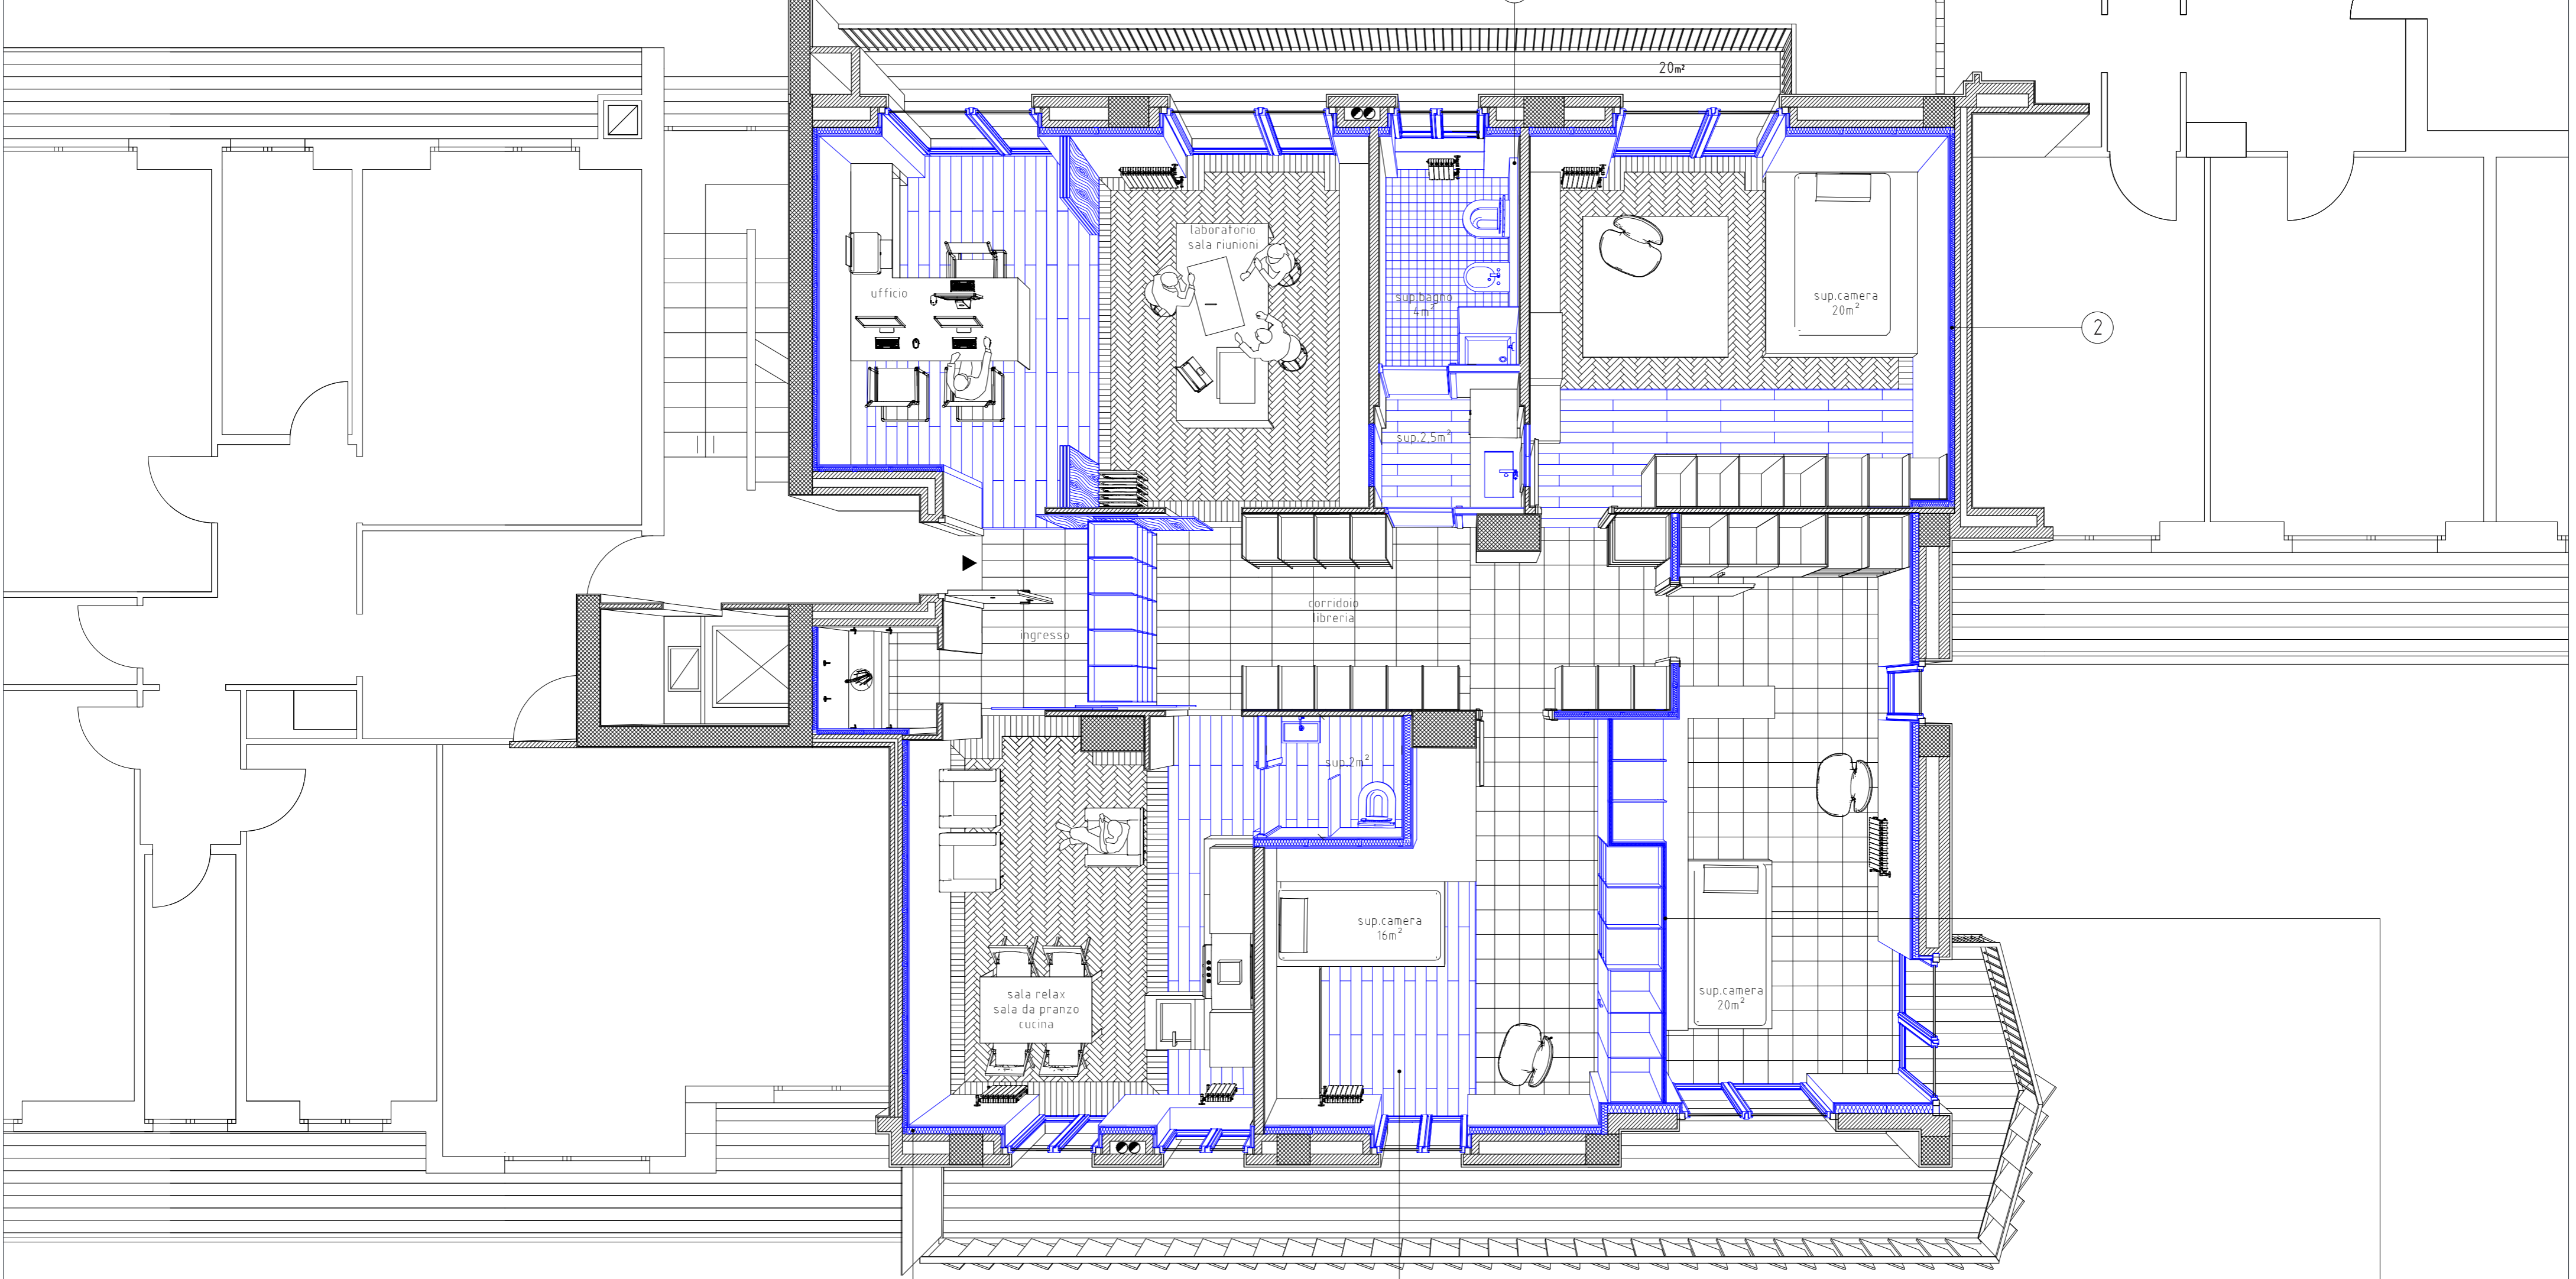 20m²
laboratorio
sala riunioni
ufficio
sup.bagno
4m²
sup.camera
20m²
2
sup.2,5m²
corridoio
libreria
ingresso
sup.2m²
sup.camera
16m²
sup.camera
20m²
sala relax
sala da pranzo
cucina